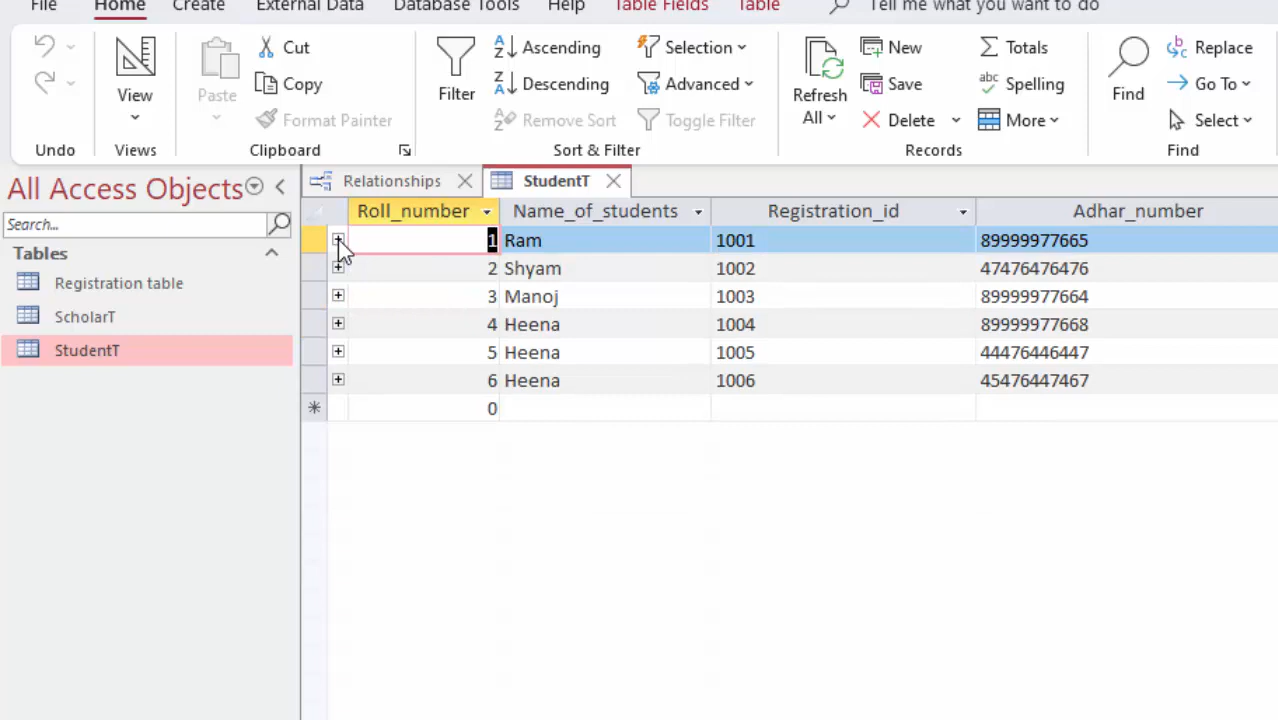 File Home Create External Data Database Tools Help Table Fields Table Tell me what you want to do
Cut Ascending Selection New Totals Replace
Copy Descending Advanced Save Spelling Go To
View Paste Filter Refresh Find
Format Painter Remove Sort Toggle Filter All Delete More Select
Undo Views Clipboard Sort & Filter Records Find
All Access Objects Relationships StudentT
Search... Roll_number Name_of_students Registration_id Adhar_number
Tables 1 Ram 1001 89999977665
2 Shyam 1002 47476476476
Registration table
3 Manoj 1003 89999977664
ScholarT 4 Heena 1004 89999977668
StudentT 5 Heena 1005 44476446447
6 Heena 1006 45476447467
0